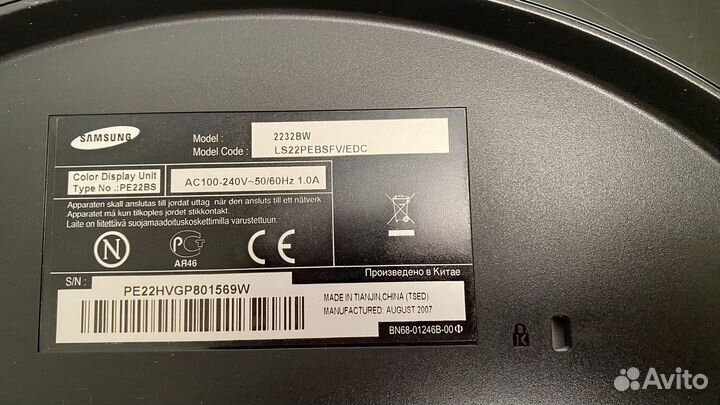 SAMSUNG
Model : 2232BW
Model Code : LS22PEBSFV/EDC
Color Display Unit
Type No .:PE22BS
AC100-240V~50/60Hz 1.0A
Apparaten skall anslutas till jordat uttag när den ansluts till ett nätverk
Apparatet må kun tilkoples jordet stikkontakt.
Laite on liitettävä suojamaadoituskoskettimilla varustettuun.
N
РСТ
АЯ46
CE
S/N :
Произведено в Китае
PE22HVGP801569W
MADE IN TIANJIN,CHINA (TSED)
MANUFACTURED: AUGUST 2007
BN68-01246B-00
K
Avito